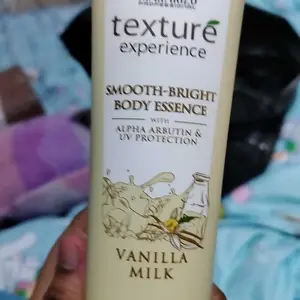 texture
experience
SMOOTH-BRIGHT
BODY ESSENCE
WITH
ALPHA ARBUTIN &
UV PROTECTION
VANILLA
MILK